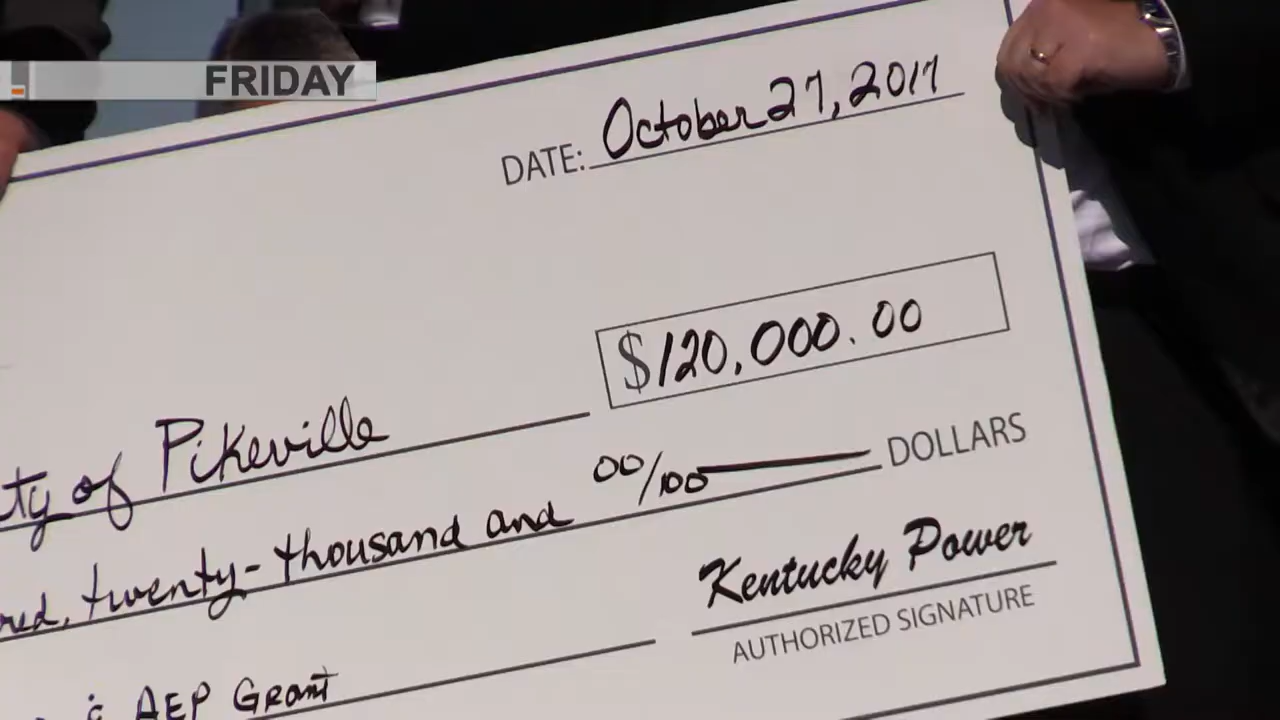 FRIDAY
DATE: October 27, 2017
$120,000.00
ty of Pikeville
red, twenty-thousand and 00/100 DOLLARS
Kentucky Power
AUTHORIZED SIGNATURE
AEP Grant